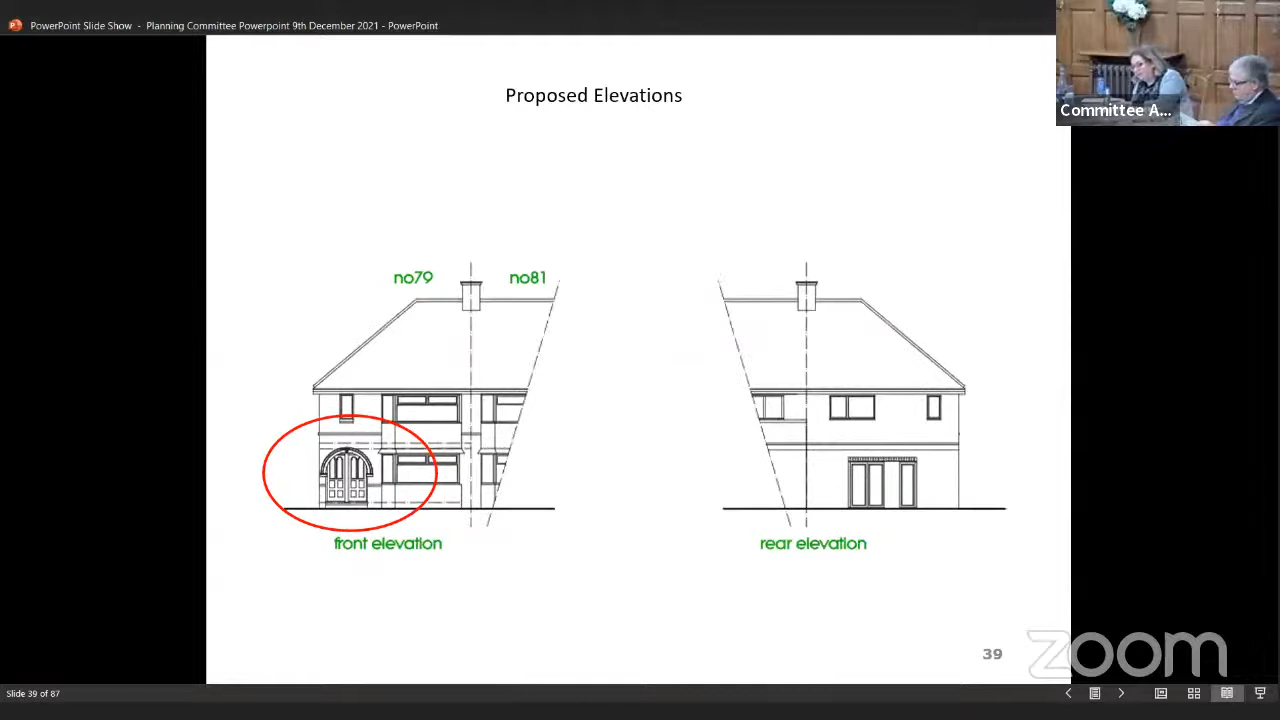 PowerPoint Slide Show - Planning Committee Powerpoint 9th December 2021 - PowerPoint
Committee A...
Proposed Elevations
no79 no81
front elevation
rear elevation
39
zoom
Slide 39 of 87